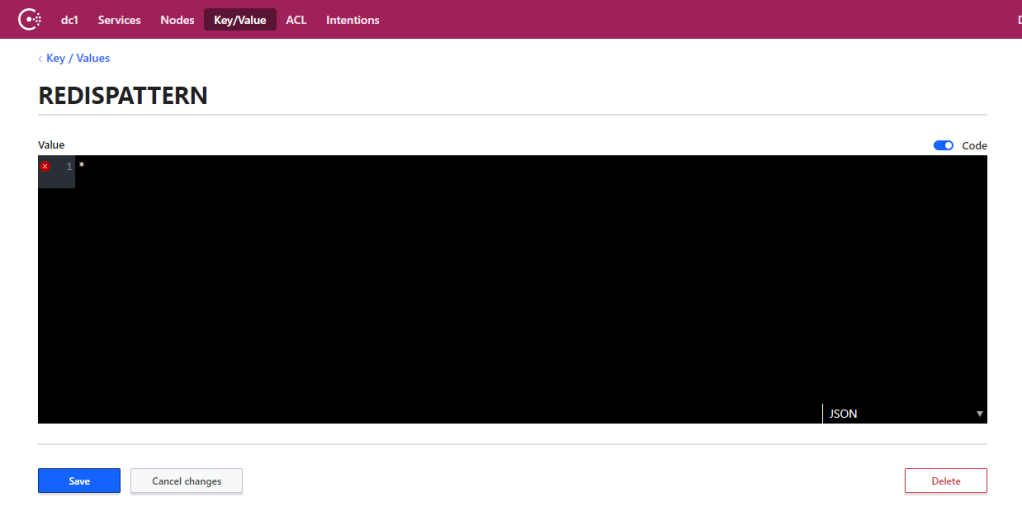 dc1 Services Nodes Key/Value ACL Intentions
‹ Key / Values
REDISPATTERN
Value Code
1 *
JSON
Save Cancel changes Delete